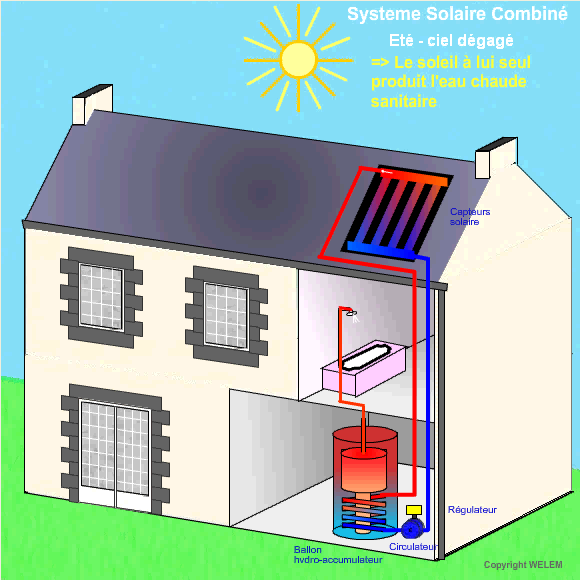 Systeme Solaire Combiné
Eté - ciel dégagé
=> Le soleil à lui seul
produit l'eau chaude
sanitaire
Capteurs
solaire
Régulateur
Circulateur
Ballon
hydro-accumulateur
Copyright WELEM